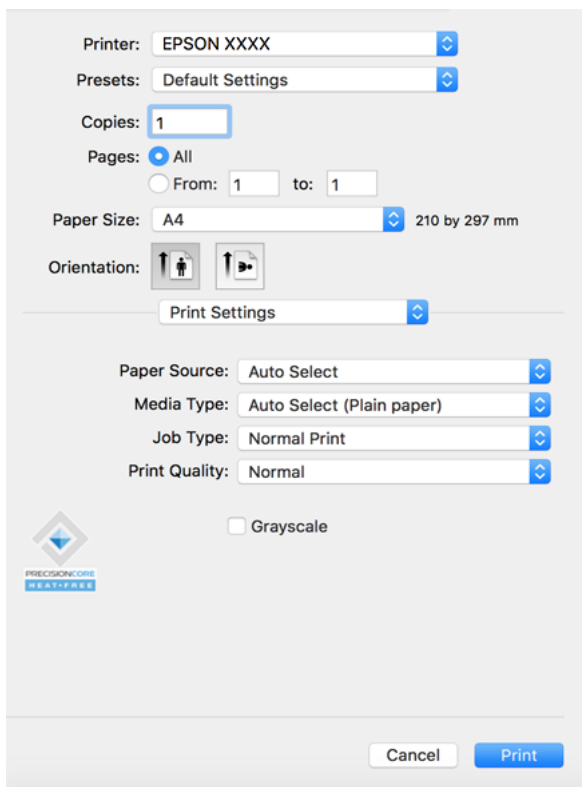 Printer: EPSON XXXX
Presets: Default Settings
Copies: 1
Pages: All
From: 1 to: 1
Paper Size: A4 210 by 297 mm
Orientation:
Print Settings
Paper Source: Auto Select
Media Type: Auto Select (Plain paper)
Job Type: Normal Print
Print Quality: Normal
Grayscale
PRECISIONCORE
HEAT-FREE
Cancel Print